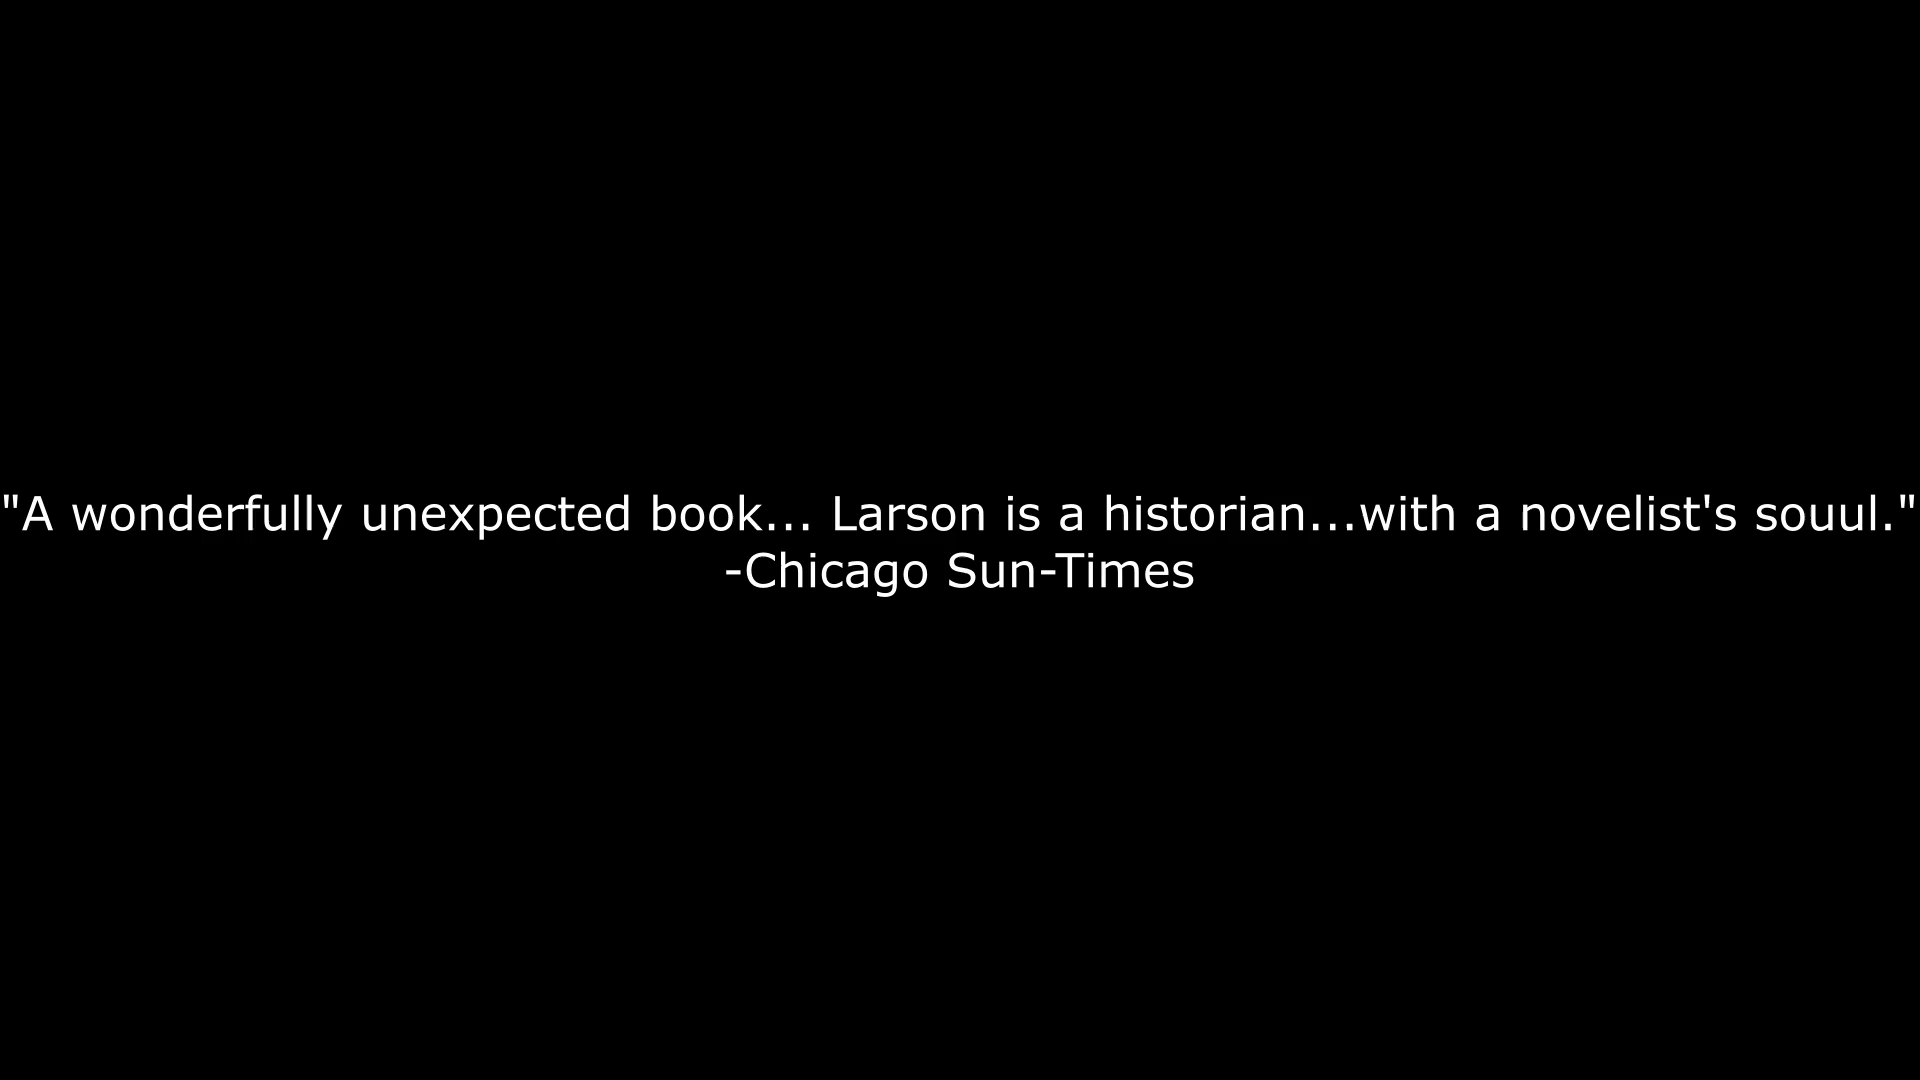 "A wonderfully unexpected book... Larson is a historian...with a novelist's souul."
-Chicago Sun-Times